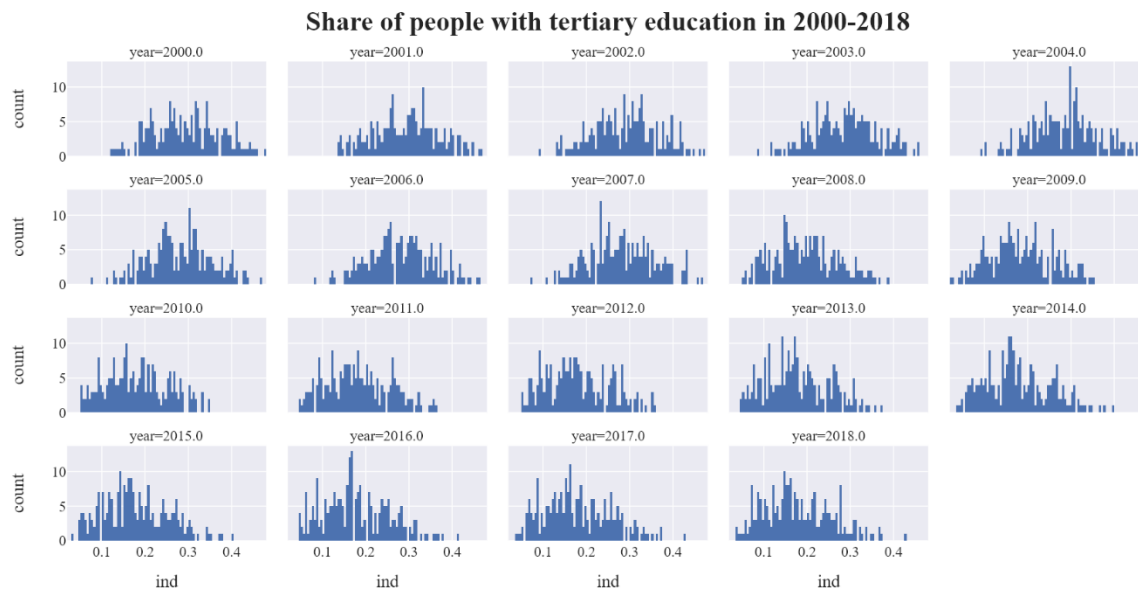 Share of people with tertiary education in 2000-2018
year=2000.0 year=2001.0 year=2002.0 year=2003.0 year=2004.0
count
10
5
0
year=2005.0 year=2006.0 year=2007.0 year=2008.0 year=2009.0
count
10
5
0
year=2010.0 year=2011.0 year=2012.0 year=2013.0 year=2014.0
count
10
5
0
year=2015.0 year=2016.0 year=2017.0 year=2018.0
count
10
5
0
0.1 0.2 0.3 0.4 0.1 0.2 0.3 0.4 0.1 0.2 0.3 0.4 0.1 0.2 0.3 0.4
ind ind ind ind